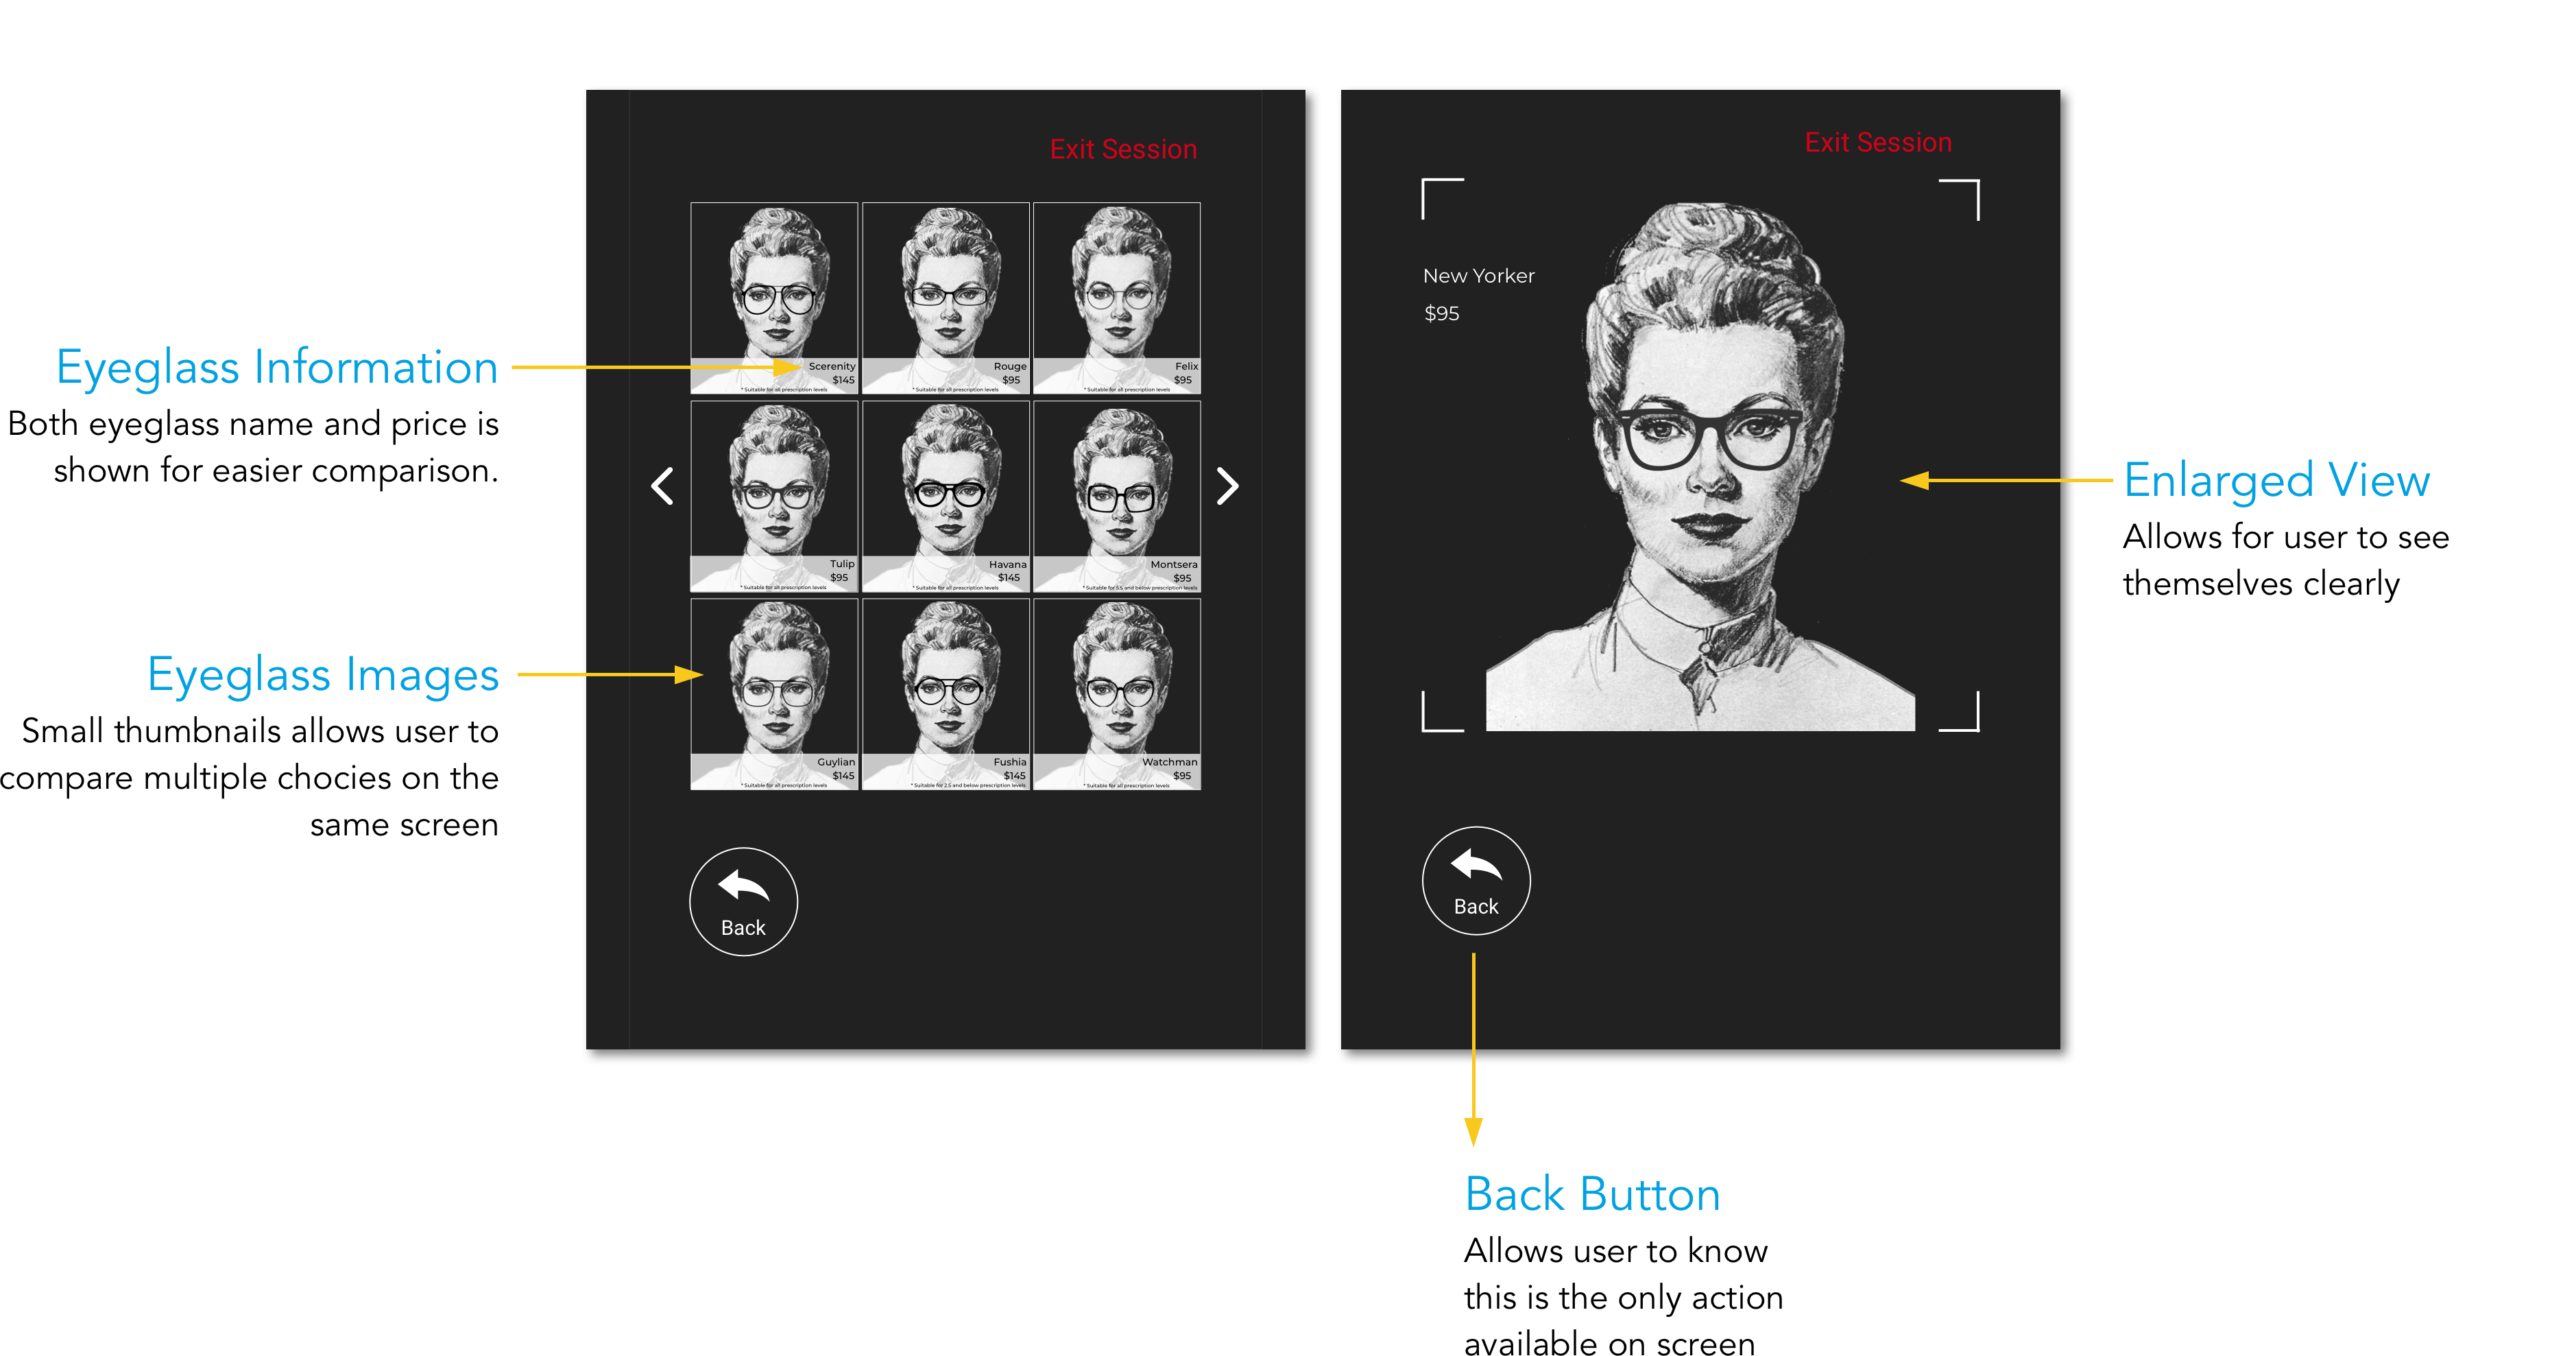 Exit Session
Exit Session
Scerenity
$145
* Suitable for all prescription levels
Rouge
$95
* Suitable for all prescription levels
Felix
$95
* Suitable for all prescription levels
New Yorker
$95
Eyeglass Information
Both eyeglass name and price is
shown for easier comparison.
Tulip
$95
* Suitable for all prescription levels
Havana
$145
* Suitable for all prescription levels
Montsera
$95
* Suitable for 5.5 and below prescription levels
Enlarged View
Allows for user to see
themselves clearly
Eyeglass Images
Small thumbnails allows user to
compare multiple chocies on the
same screen
Guylian
$145
* Suitable for all prescription levels
Fushia
$145
* Suitable for 2.5 and below prescription levels
Watchman
$95
* Suitable for all prescription levels
Back
Back
Back Button
Allows user to know
this is the only action
available on screen